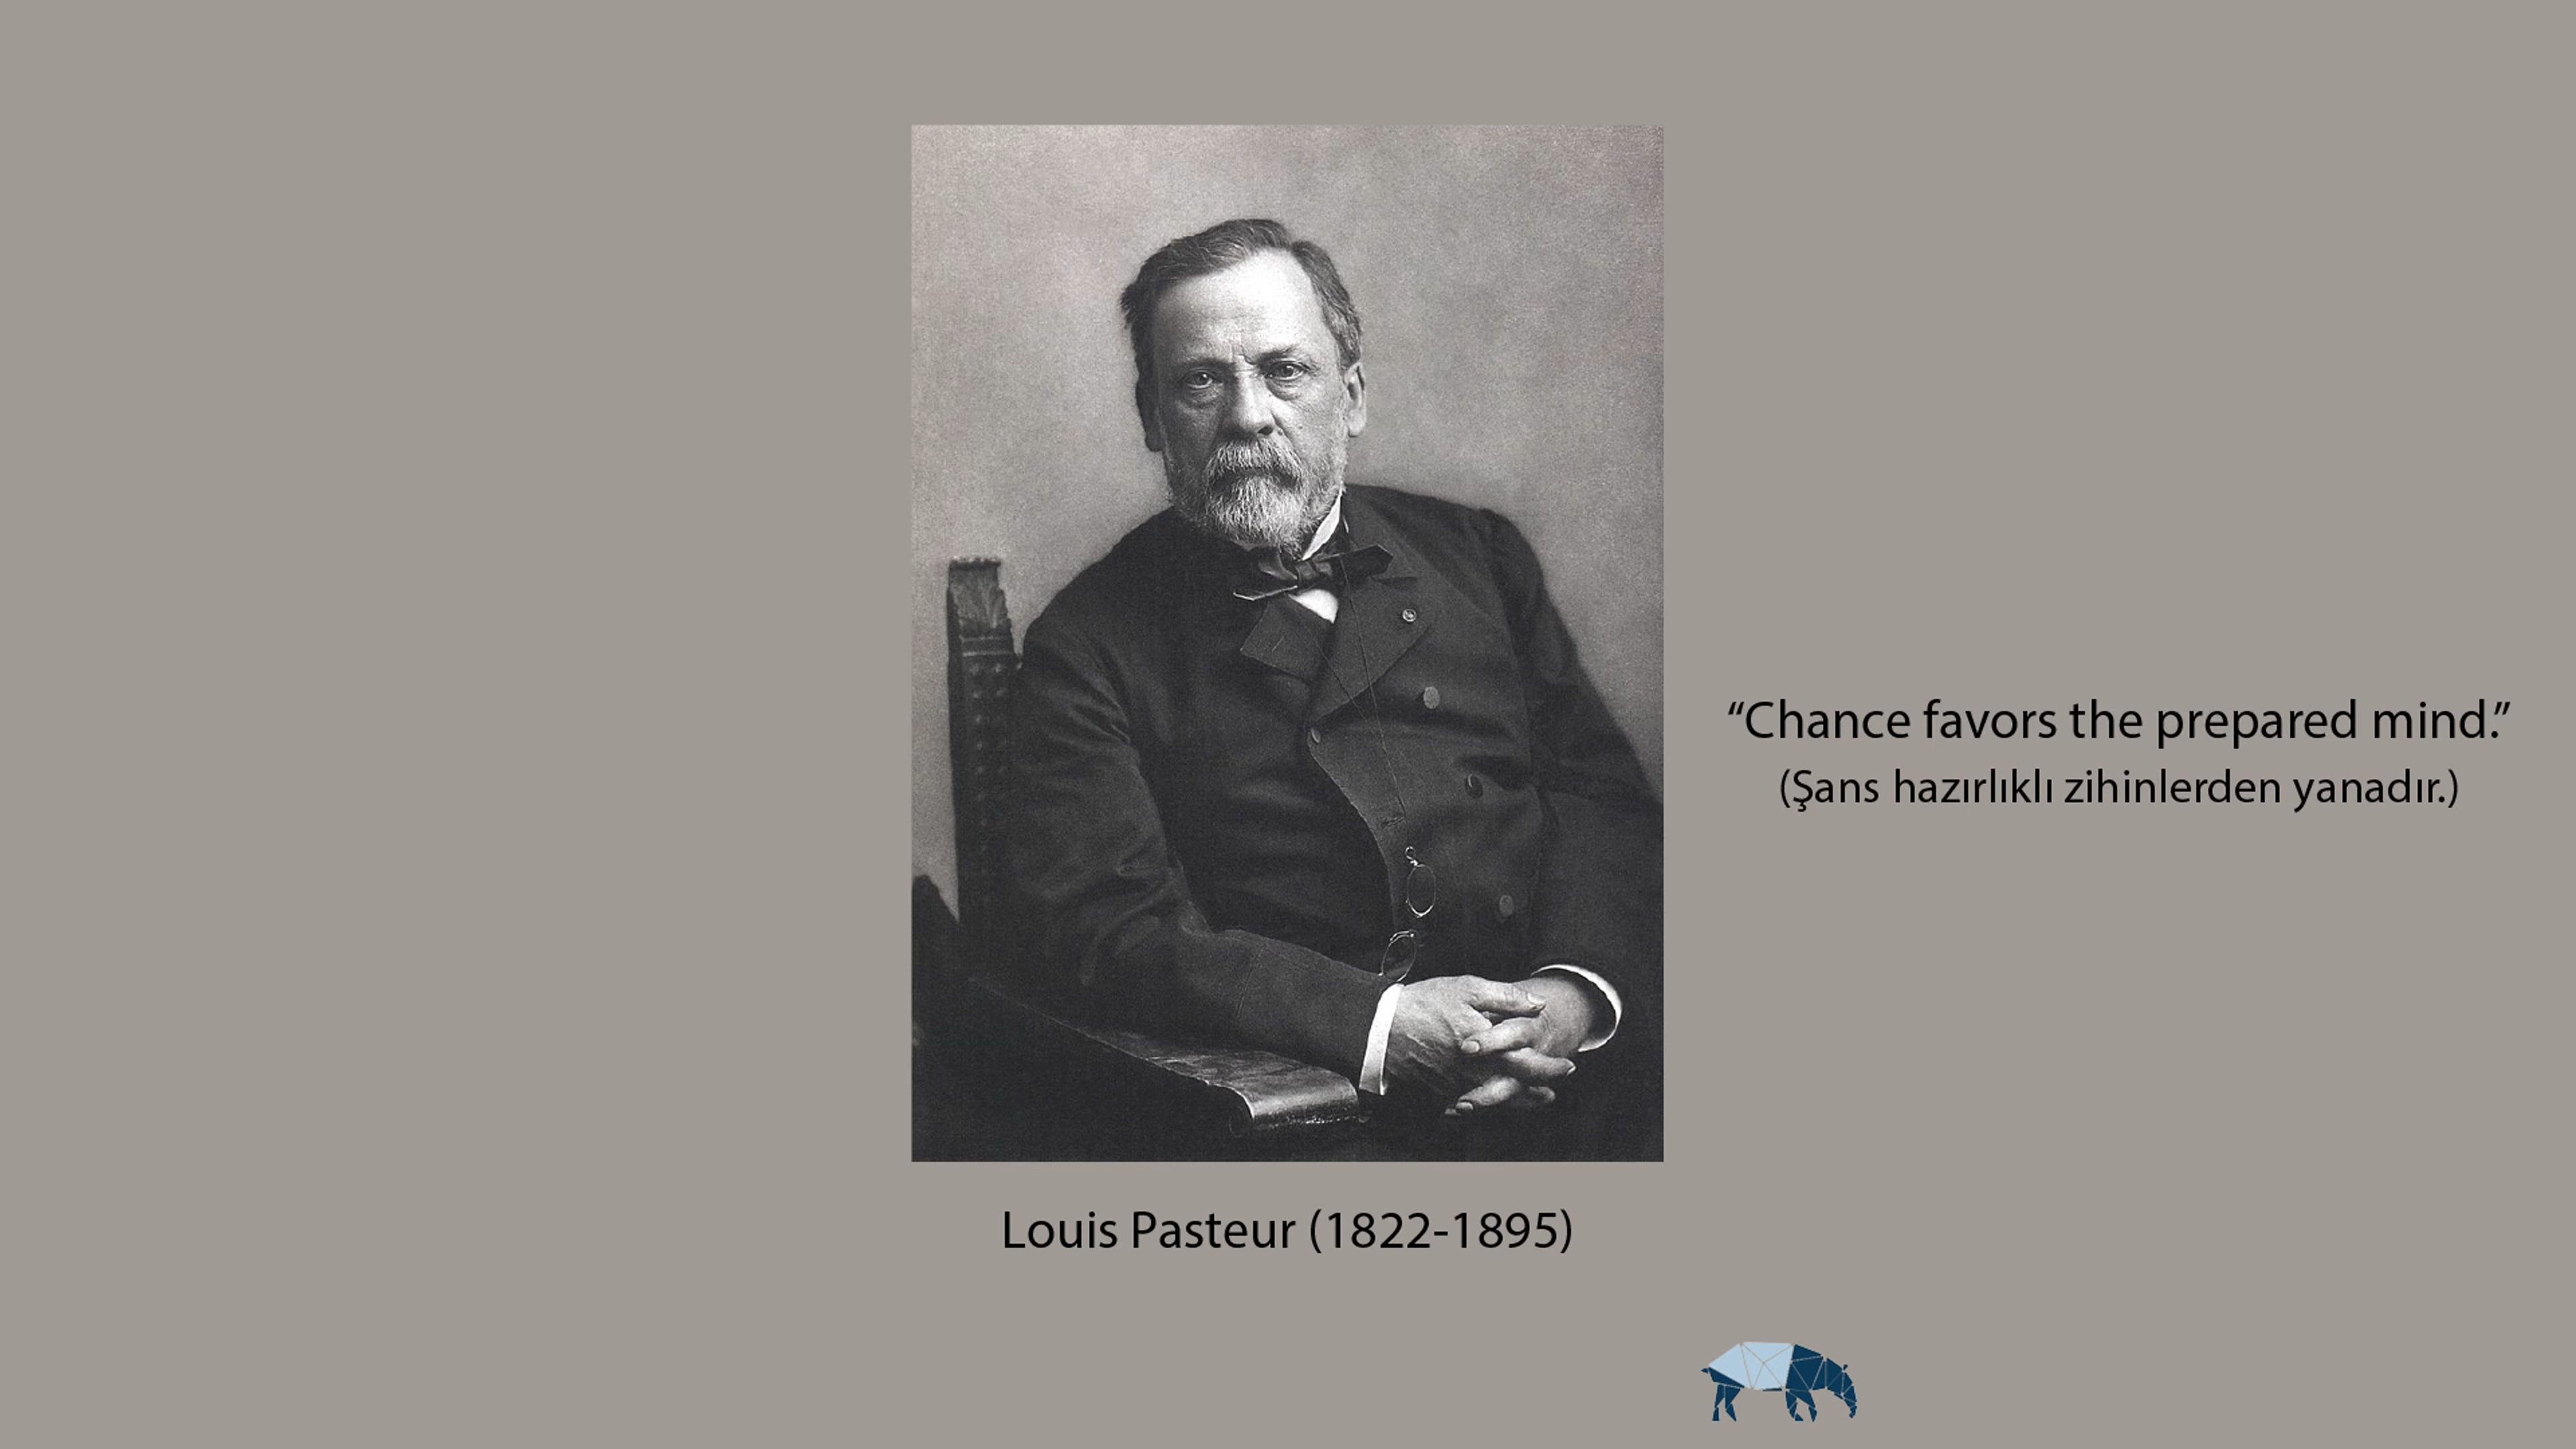 “Chance favors the prepared mind.”
(Şans hazırlıklı zihinlerden yanadır.)
Louis Pasteur (1822-1895)